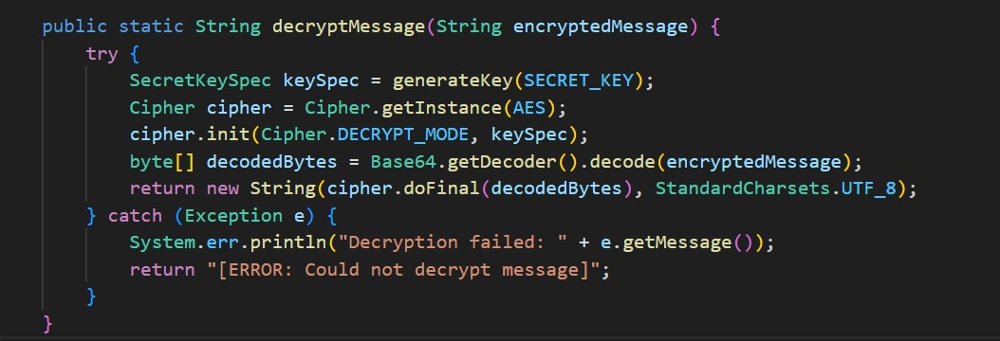 public static String decryptMessage(String encryptedMessage) {
    try {
        SecretKeySpec keySpec = generateKey(SECRET_KEY);
        Cipher cipher = Cipher.getInstance(AES);
        cipher.init(Cipher.DECRYPT_MODE, keySpec);
        byte[] decodedBytes = Base64.getDecoder().decode(encryptedMessage);
        return new String(cipher.doFinal(decodedBytes), StandardCharsets.UTF_8);
    } catch (Exception e) {
        System.err.println("Decryption failed: " + e.getMessage());
        return "[ERROR: Could not decrypt message]";
    }
}